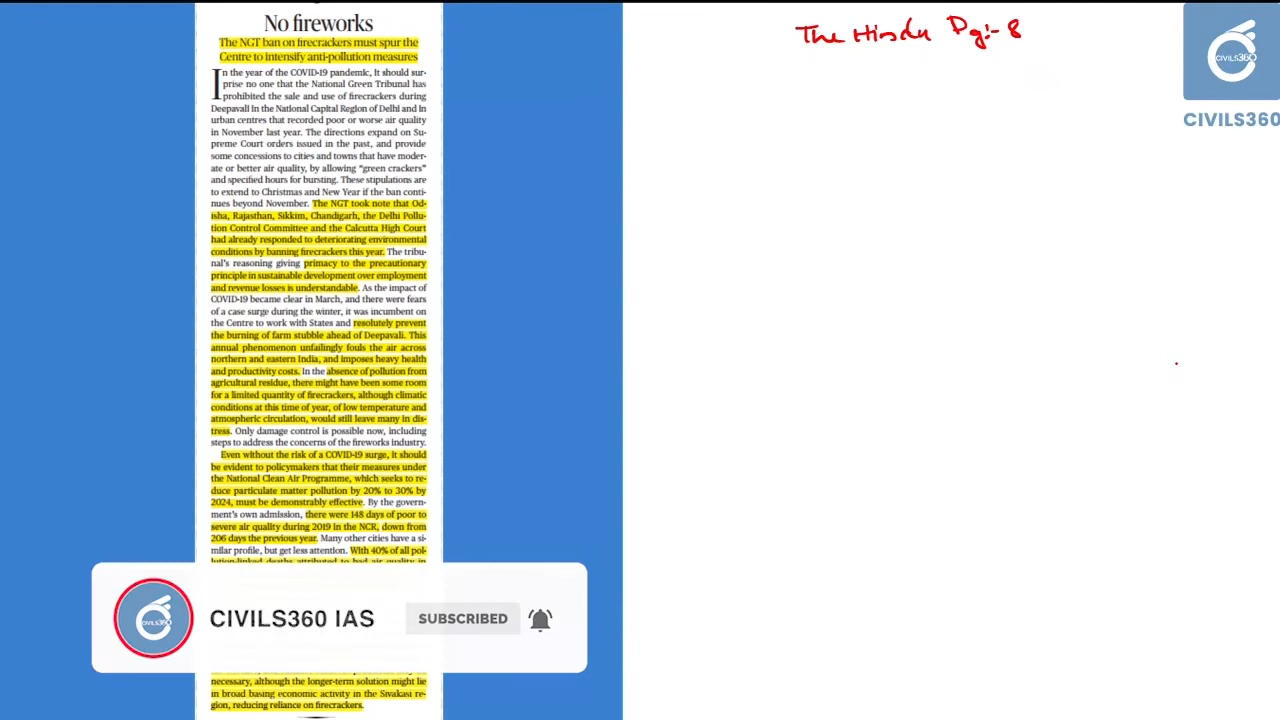 No fireworks
The NGT ban on firecrackers must spur the
Centre to intensify anti-pollution measures
In the year of the COVID-19 pandemic, It should sur-
prise no one that the National Green Tribunal has
prohibited the sale and use of firecrackers during
Deepavali in the National Capital Region of Delhi and in
urban centres that recorded poor or worse air quality
in November last year. The directions expand on Su-
preme Court orders issued in the past, and provide
some concessions to cities and towns that have moder-
ate or better air quality, by allowing “green crackers”
and specified hours for bursting. These stipulations are
to extend to Christmas and New Year if the ban conti-
nues beyond November. The NGT took note that Od-
isha, Rajasthan, Sikkim, Chandigarh, the Delhi Pollu-
tion Control Committee and the Calcutta High Court
had already responded to deteriorating environmental
conditions by banning firecrackers this year. The tribu-
nal's reasoning giving primacy to the precautionary
principle in sustainable development over employment
and revenue losses is understandable. As the impact of
COVID-19 became clear in March, and there were fears
of a case surge during the winter, it was incumbent on
the Centre to work with States and resolutely prevent
the burning of farm stubble ahead of Deepavali. This
annual phenomenon unfailingly fouls the air across
northern and eastern India, and imposes heavy health
and productivity costs. In the absence of pollution from
agricultural residue, there might have been some room
for a limited quantity of firecrackers, although climatic
conditions at this time of year, of low temperature and
atmospheric circulation, would still leave many in dis-
tress. Only damage control is possible now, including
steps to address the concerns of the fireworks industry.
Even without the risk of a COVID-19 surge, it should
be evident to policymakers that their measures under
the National Clean Air Programme, which seeks to re-
duce particulate matter pollution by 20% to 30% by
2024, must be demonstrably effective. By the govern-
ment's own admission, there were 148 days of poor to
severe air quality during 2019 in the NCR, down from
206 days the previous year. Many other cities have a si-
milar profile, but get less attention. With 40% of all pol-
lution-linked deaths attributed to bad air quality in
necessary, although the longer-term solution might lie
in broad basing economic activity in the Sivakasi re-
gion, reducing reliance on firecrackers.
The Hindu Pg:- 8
CIVILS360
CIVILS360
CIVILS360
CIVILS360 IAS
SUBSCRIBED